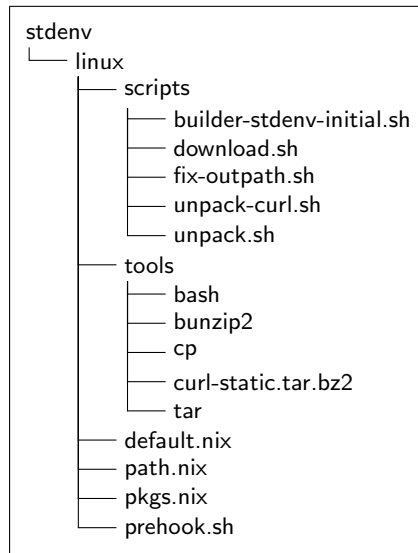 stdenv
linux
scripts
builder-stdenv-initial.sh
download.sh
fix-outpath.sh
unpack-curl.sh
unpack.sh
tools
bash
bunzip2
cp
curl-static.tar.bz2
tar
default.nix
path.nix
pkgs.nix
prehook.sh